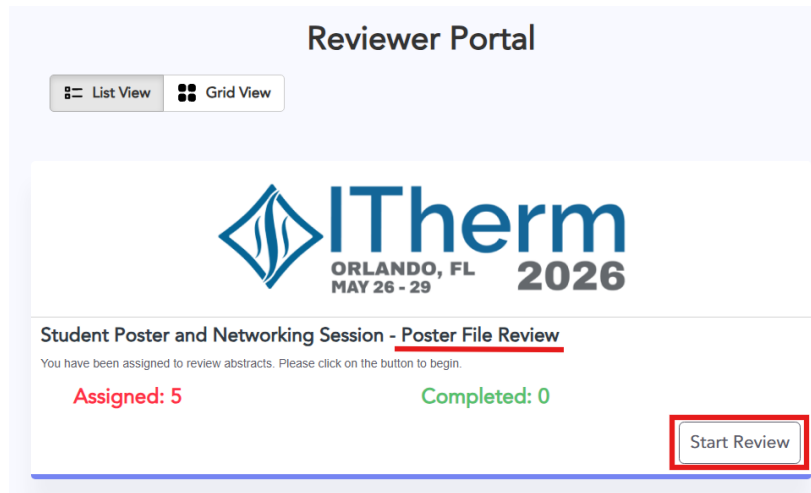 Reviewer Portal
List View
Grid View
ITherm
ORLANDO, FL
MAY 26 - 29
2026
Student Poster and Networking Session - Poster File Review
You have been assigned to review abstracts. Please click on the button to begin.
Assigned: 5
Completed: 0
Start Review